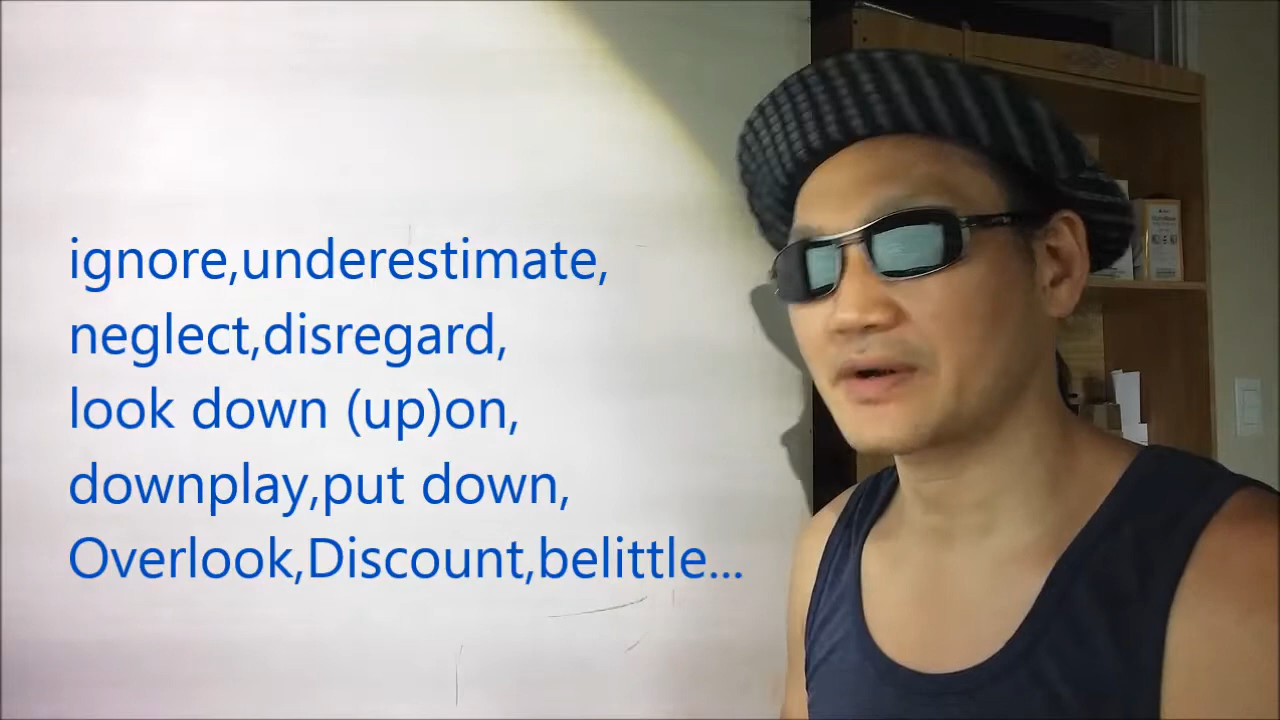 ignore,underestimate,
neglect,disregard,
look down (up)on,
downplay,put down,
Overlook,Discount,belittle...